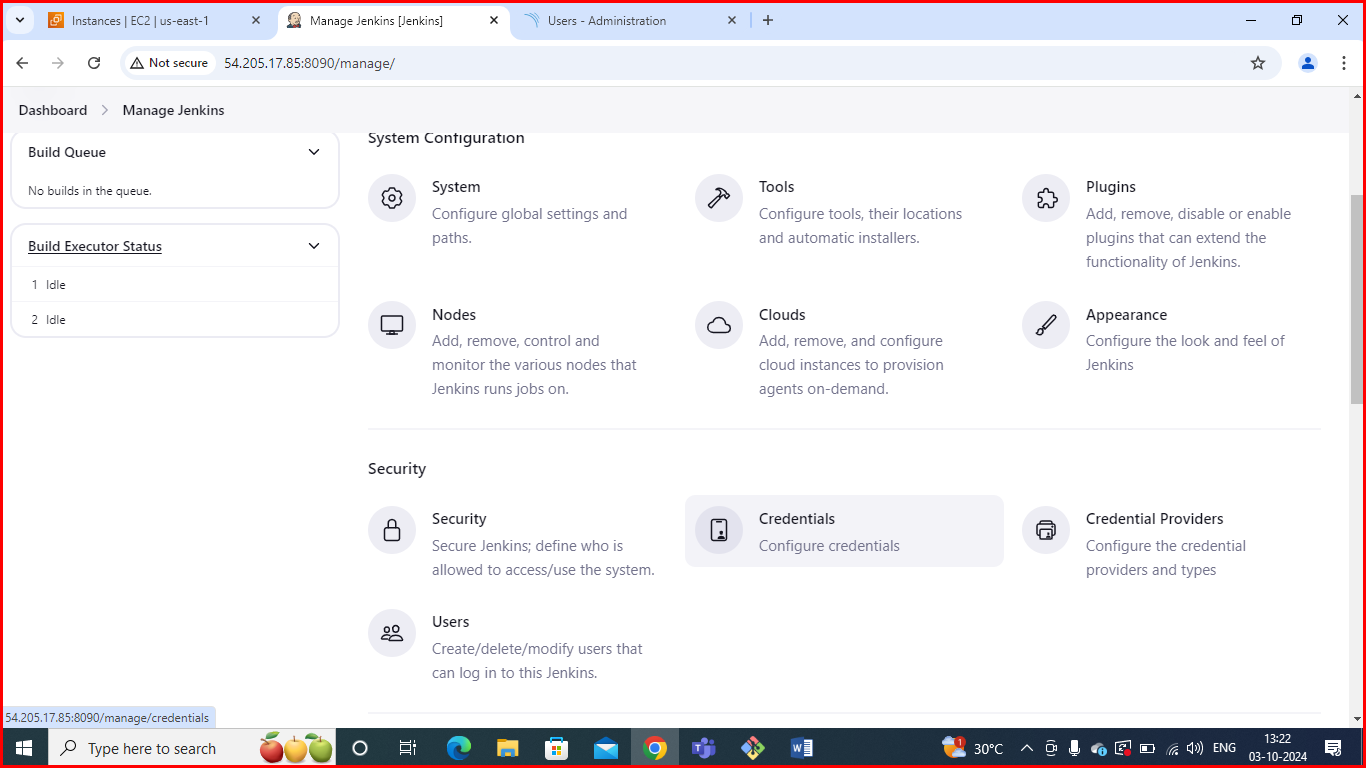 Instances | EC2 | us-east-1
Manage Jenkins [Jenkins]
Users - Administration
Not secure
54.205.17.85:8090/manage/
Dashboard
Manage Jenkins
Build Queue
No builds in the queue.
Build Executor Status
1 Idle
2 Idle
System Configuration
System
Configure global settings and
paths.
Tools
Configure tools, their locations
and automatic installers.
Plugins
Add, remove, disable or enable
plugins that can extend the
functionality of Jenkins.
Nodes
Add, remove, control and
monitor the various nodes that
Jenkins runs jobs on.
Clouds
Add, remove, and configure
cloud instances to provision
agents on-demand.
Appearance
Configure the look and feel of
Jenkins
Security
Security
Secure Jenkins; define who is
allowed to access/use the system.
Credentials
Configure credentials
Credential Providers
Configure the credential
providers and types
Users
Create/delete/modify users that
can log in to this Jenkins.
54.205.17.85:8090/manage/credentials
Type here to search
1
30°C
ENG
13:22
03-10-2024